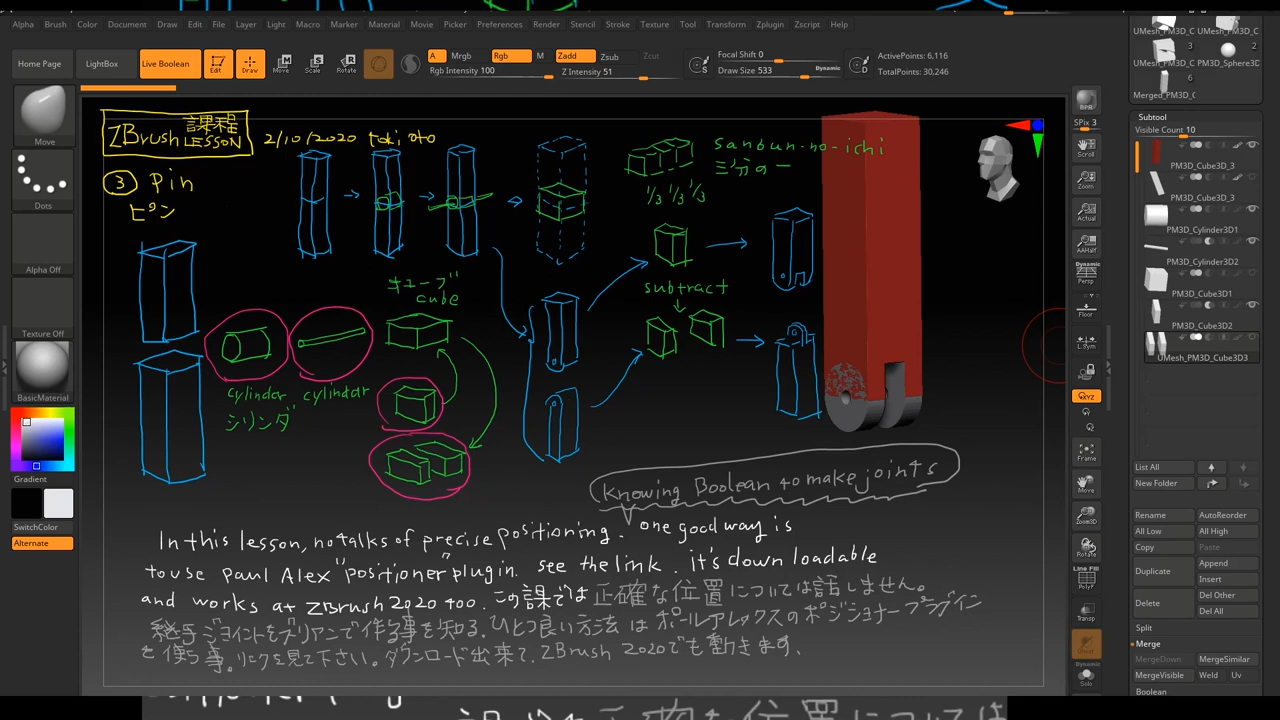 Alpha Brush Color Document Draw Edit File Layer Light Macro Marker Material Movie Picker Preferences Render Stencil Stroke Texture Tool Transform Zplugin Zscript Help
Home Page LightBox Live Boolean Edit Draw Move Scale Rotate
A Mrgb Rgb M Zadd Zsub Zcut
Rgb Intensity 100 Z Intensity 51
Focal Shift 0
Draw Size 533 Dynamic
ActivePoints: 6,116
TotalPoints: 30,246
Move
Dots
Alpha Off
Texture Off
BasicMaterial
Gradient
SwitchColor
Alternate
ZBrush 課程 LESSON
2/10/2020 toki oto
③ Pin
ピン
キューブ
cube
cylinder cylinder
シリンダ
sanbun-no-ichi
三分の一
1/3 1/3 1/3
subtract
Knowing Boolean to make joints
In this lesson, no talks of precise positioning. one good way is
to use Paul Alex "positioner" plugin. see the link. it's downloadable
and works at ZBrush 2020 too. この課では正確な位置については話しません。
継手ジョイントをブリアンで作る事を知る. ひとつ良い方法はポールアレックスのポジショナープラグイン
を使う事。リンクを見て下さい。ダウンロード出来て、ZBrush 2020でも動きます.
BPR
SPix 3
Scroll
Zoom
Actual
AAHalf
Dynamic
Persp
Floor
L.Sym
Qxyz
Frame
Move
Zoom3D
Rotate
Line Fill
PolyF
Transp
Ghost
Dynamic
Solo
UMesh_PM3D_C UMesh_PM3D_C
3 2
UMesh_PM3D_C PM3D_Sphere3D
6
Merged_PM3D_C
Subtool
Visible Count 10
PM3D_Cube3D_3
PM3D_Cube3D_3
PM3D_Cylinder3D1
PM3D_Cylinder3D2
PM3D_Cube3D1
PM3D_Cube3D2
UMesh_PM3D_Cube3D3
List All
New Folder
Rename AutoReorder
All Low All High
Copy Paste
Duplicate Append
Insert
Delete Del Other
Del All
Split
Merge
MergeDown MergeSimilar
MergeVisible Weld Uv
Boolean